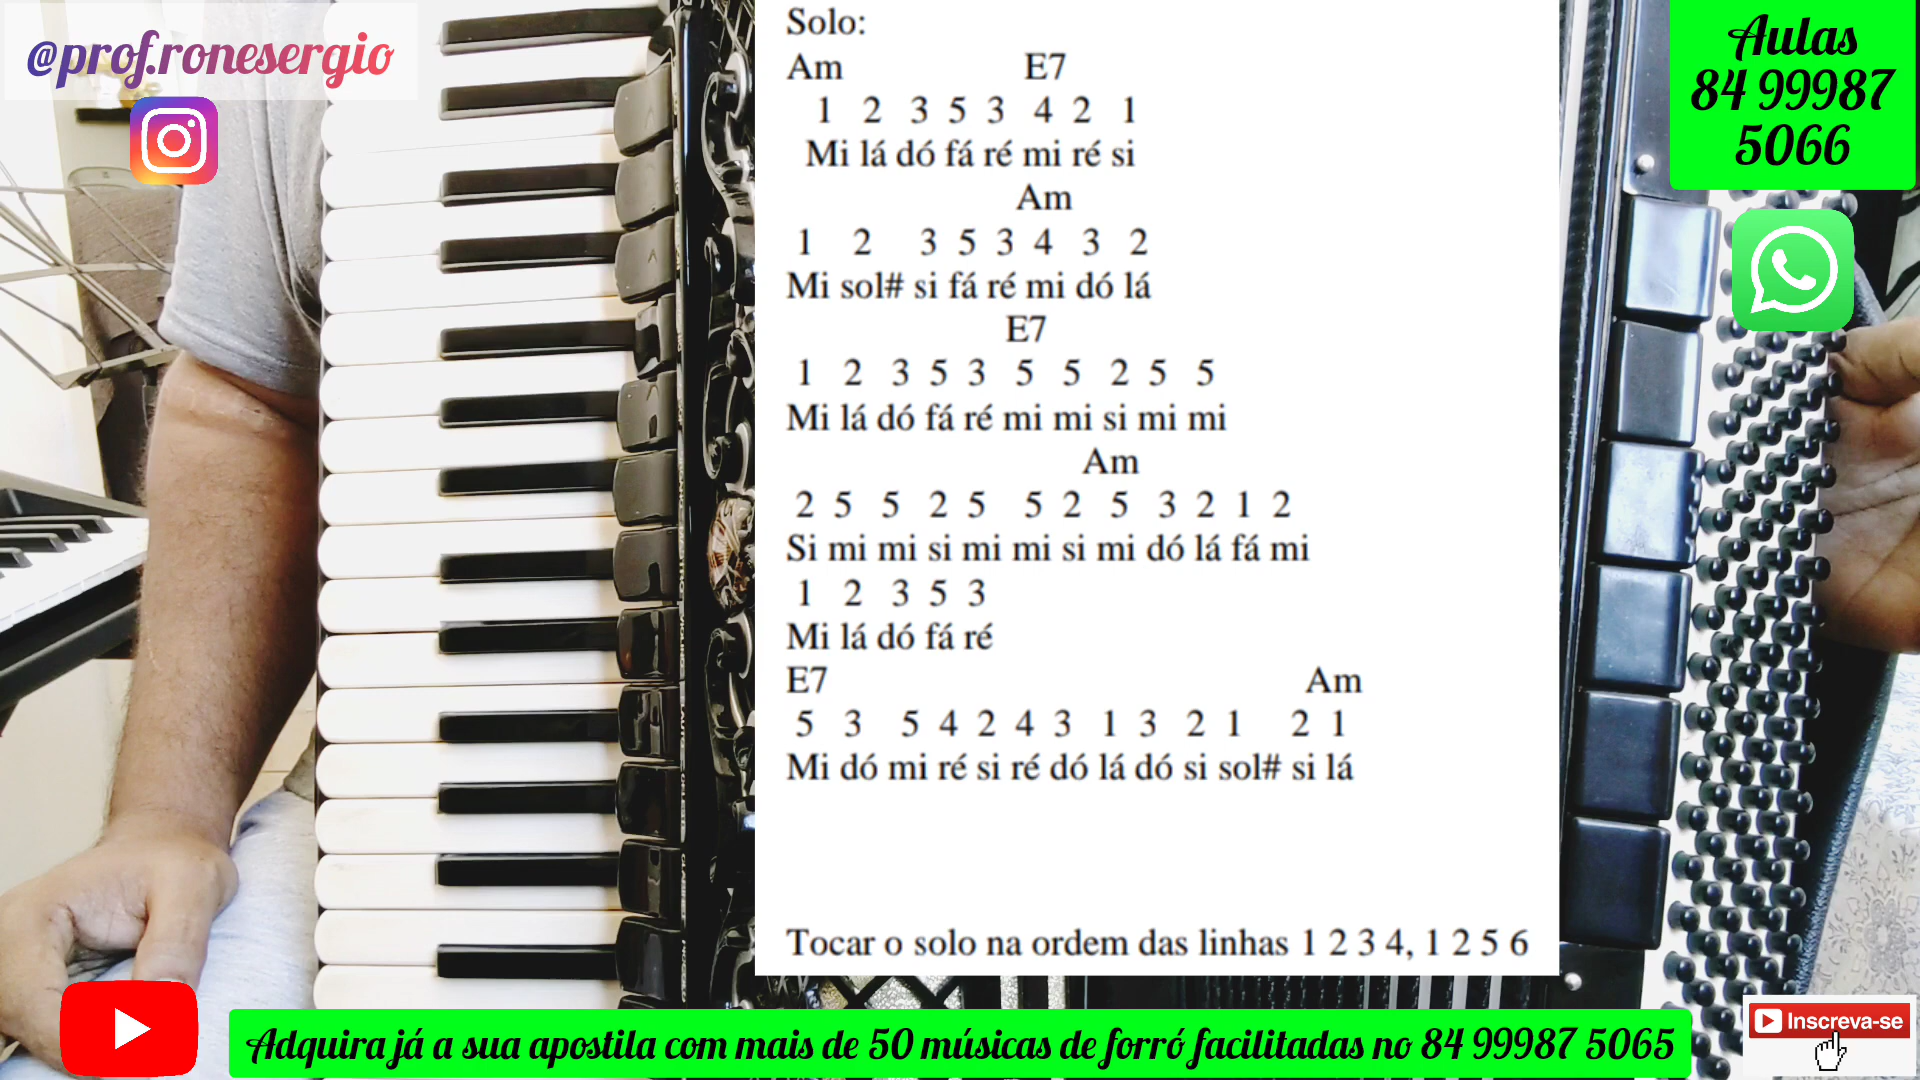 @prof.ronesergio
Solo:
Am E7
1 2 3 5 3 4 2 1
Mi lá dó fá ré mi ré si
Am
1 2 3 5 3 4 3 2
Mi sol# si fá ré mi dó lá
E7
1 2 3 5 3 5 5 2 5 5
Mi lá dó fá ré mi mi si mi mi
Am
2 5 5 2 5 5 2 5 3 2 1 2
Si mi mi si mi mi si mi dó lá fá mi
1 2 3 5 3
Mi lá dó fá ré
E7 Am
5 3 5 4 2 4 3 1 3 2 1 2 1
Mi dó mi ré si ré dó lá dó si sol# si lá
Tocar o solo na ordem das linhas 1 2 3 4, 1 2 5 6
Aulas
84 99987
5066
Adquira já a sua apostila com mais de 50 músicas de forró facilitadas no 84 99987 5065
Inscreva-se